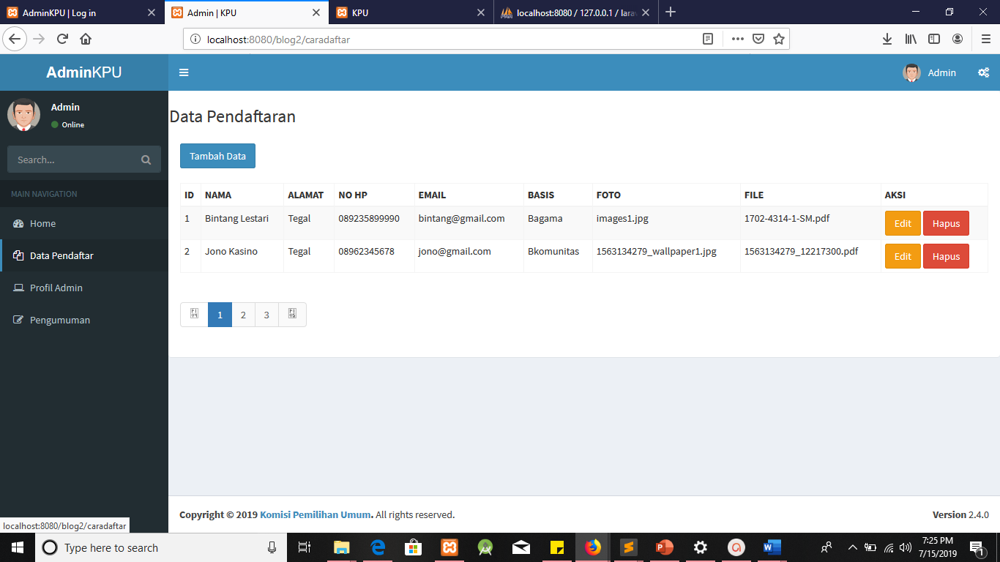 AdminKPU | Log in
Admin | KPU
KPU
localhost:8080 / 127.0.0.1 / larav
localhost:8080/blog2/caradaftar
AdminKPU
Admin
Admin
Online
Search...
MAIN NAVIGATION
Home
Data Pendaftar
Profil Admin
Pengumuman
Data Pendaftaran
Tambah Data
ID NAMA ALAMAT NO HP EMAIL BASIS FOTO FILE AKSI
1 Bintang Lestari Tegal 089235899990 bintang@gmail.com Bagama images1.jpg 1702-4314-1-SM.pdf Edit Hapus
2 Jono Kasino Tegal 08962345678 jono@gmail.com Bkomunitas 1563134279_wallpaper1.jpg 1563134279_12217300.pdf Edit Hapus
1 2 3
Copyright © 2019 Komisi Pemilihan Umum. All rights reserved.
Version 2.4.0
localhost:8080/blog2/caradaftar
Type here to search
7:25 PM
7/15/2019
1